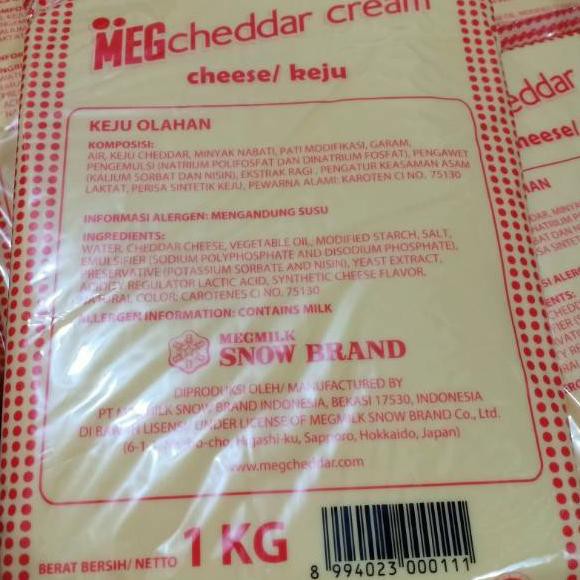 MEGcheddar cream
cheese/ keju
KEJU OLAHAN
KOMPOSISI:
AIR, KEJU CHEDDAR, MINYAK NABATI, PATI MODIFIKASI, GARAM,
PENGEMULSI (NATRIUM POLIFOSFAT DAN DINATRIUM FOSFAT), PENGAWET
(KALIUM SORBAT DAN NISIN), EKSTRAK RAGI , PENGATUR KEASAMAN ASAM
LAKTAT, PERISA SINTETIK KEJU, PEWARNA ALAMI: KAROTEN CI NO. 75130
INFORMASI ALERGEN: MENGANDUNG SUSU
INGREDIENTS:
WATER, CHEDDAR CHEESE, VEGETABLE OIL, MODIFIED STARCH, SALT,
EMULSIFIER (SODIUM POLYPHOSPHATE AND DISODIUM PHOSPHATE),
PRESERVATIVE (POTASSIUM SORBATE AND NISIN), YEAST EXTRACT,
ACIDITY REGULATOR LACTIC ACID, SYNTHETIC CHEESE FLAVOR,
NATURAL COLOR: CAROTENES CI NO. 75130
ALLERGEN INFORMATION: CONTAINS MILK
MEGMILK
SNOW BRAND
DIPRODUKSI OLEH/ MANUFACTURED BY
PT MEGMILK SNOW BRAND INDONESIA, BEKASI 17530, INDONESIA
DI BAWAH LISENSI/ UNDER LICENSE OF MEGMILK SNOW BRAND Co., Ltd.
Higashi-ku, Sapporo, Hokkaido, Japan)
www.megcheddar.com
BERAT BERSIH/ NETTO 1 KG
8 994023 000111